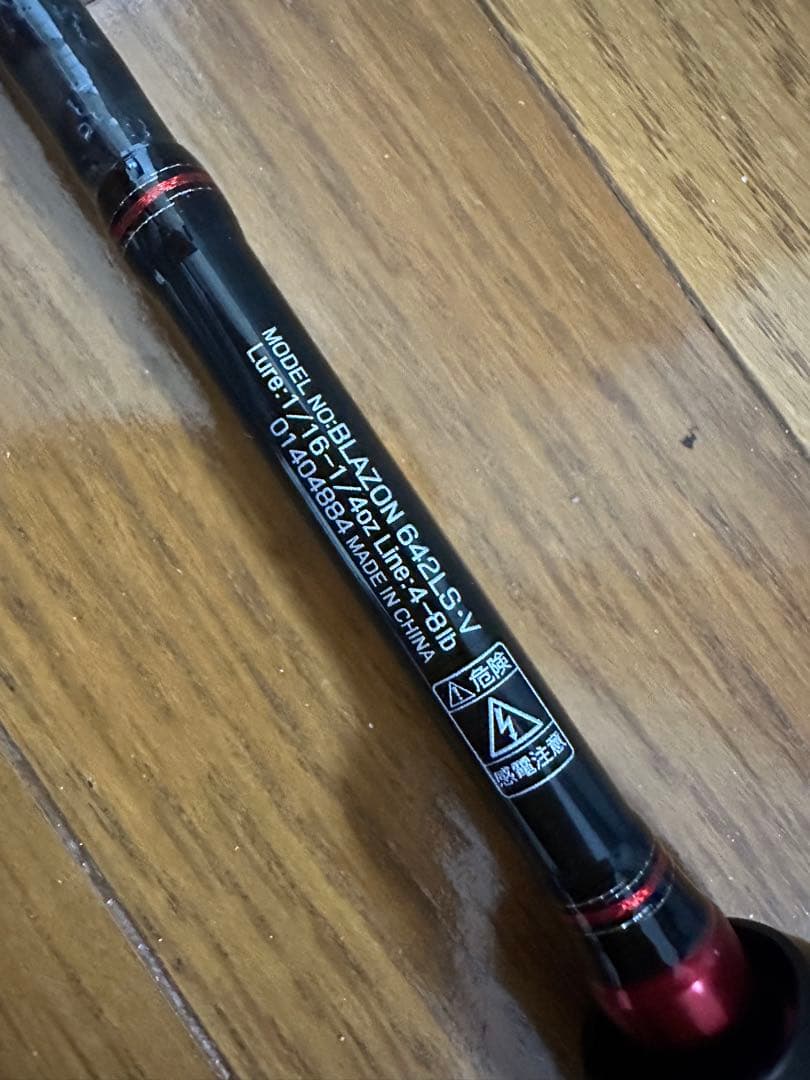 MODEL NO:BLAZON 642LS･V
Lure:1/16-1/4oz Line:4-8lb
01404884 MADE IN CHINA
危険
感電注意